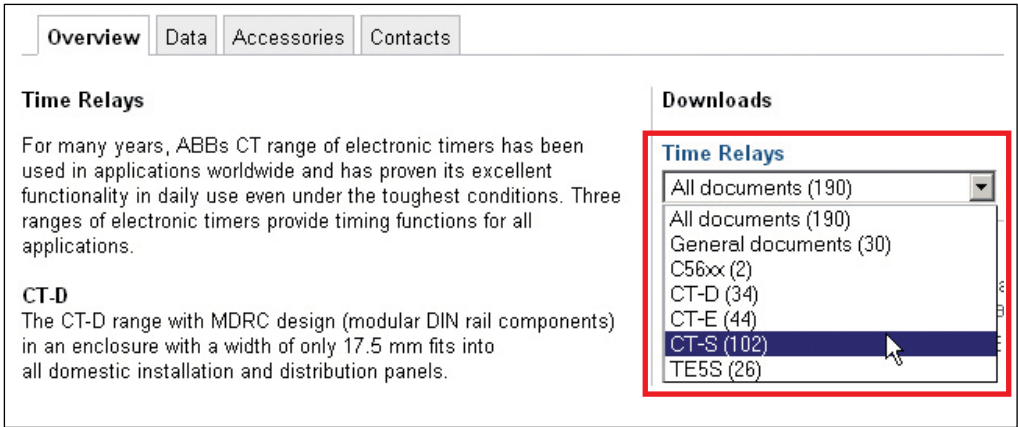 Overview Data Accessories Contacts
Time Relays
For many years, ABBs CT range of electronic timers has been
used in applications worldwide and has proven its excellent
functionality in daily use even under the toughest conditions. Three
ranges of electronic timers provide timing functions for all
applications.
CT-D
The CT-D range with MDRC design (modular DIN rail components)
in an enclosure with a width of only 17.5 mm fits into
all domestic installation and distribution panels.
Downloads
Time Relays
All documents (190)
All documents (190)
General documents (30)
C56xx (2)
CT-D (34)
CT-E (44)
CT-S (102)
TE5S (26)